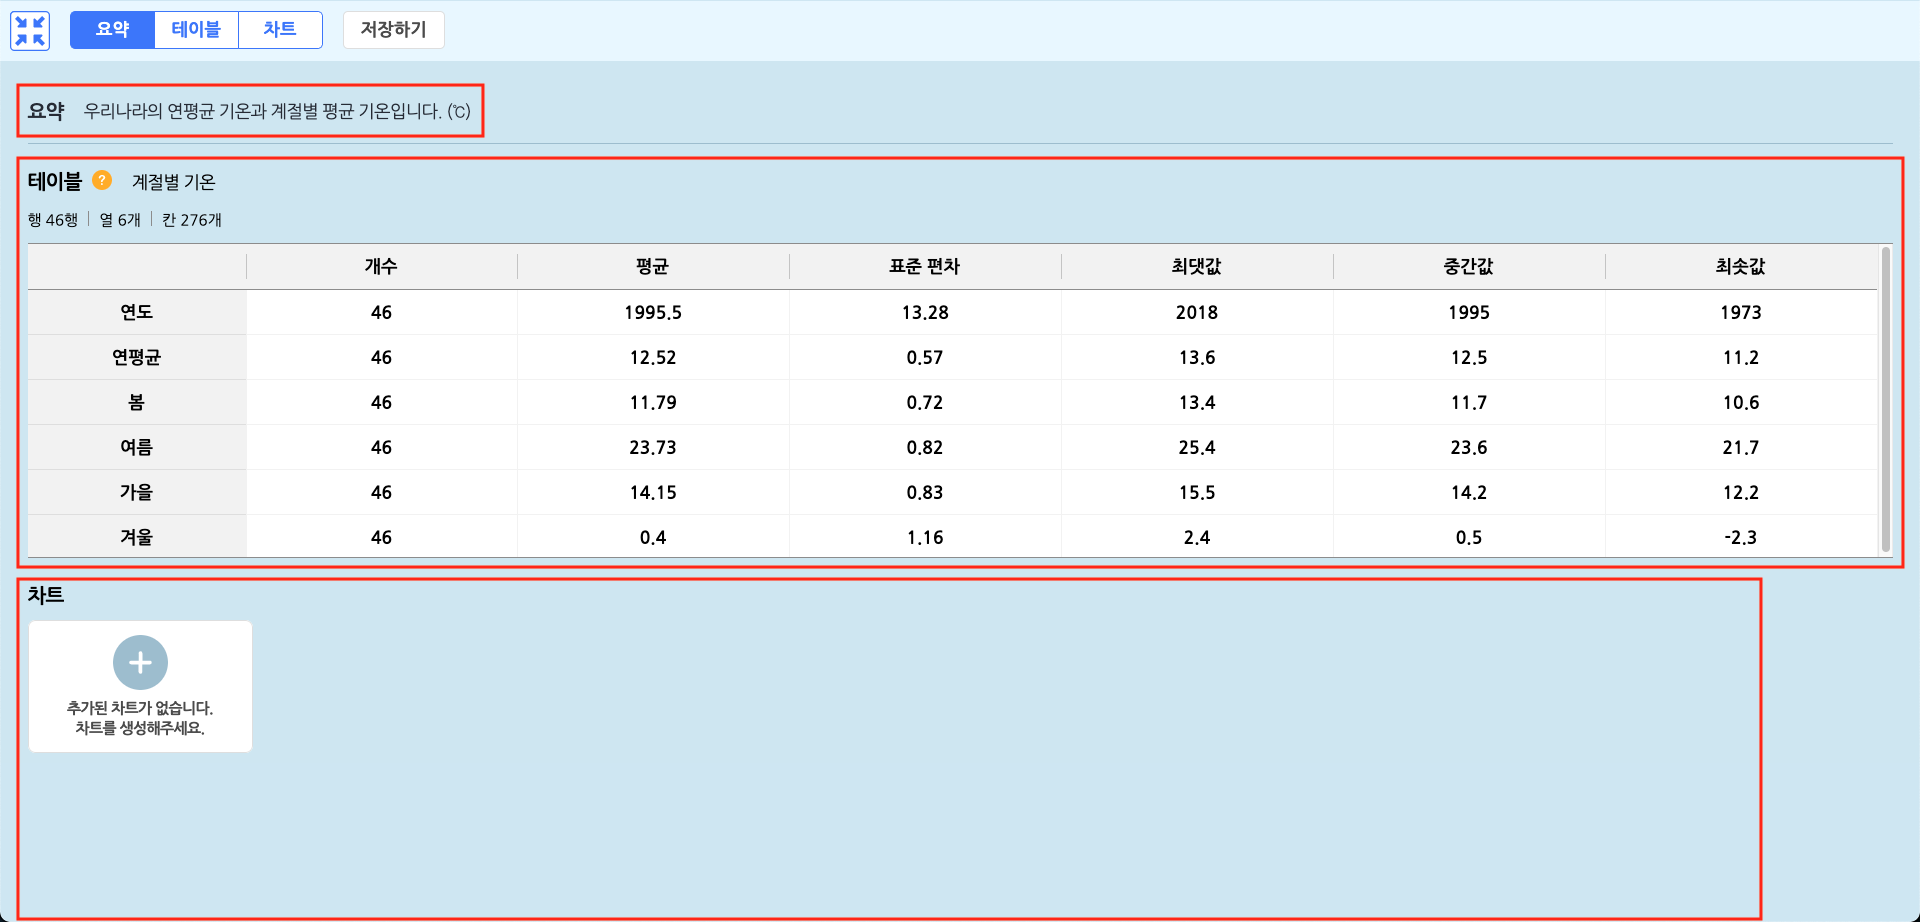 요약 테이블 차트 저장하기
요약 우리나라의 연평균 기온과 계절별 평균 기온입니다. (℃)
테이블 ? 계절별 기온
행 46행 | 열 6개 | 칸 276개
개수 평균 표준 편차 최댓값 중간값 최솟값
연도 46 1995.5 13.28 2018 1995 1973
연평균 46 12.52 0.57 13.6 12.5 11.2
봄 46 11.79 0.72 13.4 11.7 10.6
여름 46 23.73 0.82 25.4 23.6 21.7
가을 46 14.15 0.83 15.5 14.2 12.2
겨울 46 0.4 1.16 2.4 0.5 -2.3
차트
추가된 차트가 없습니다.
차트를 생성해주세요.